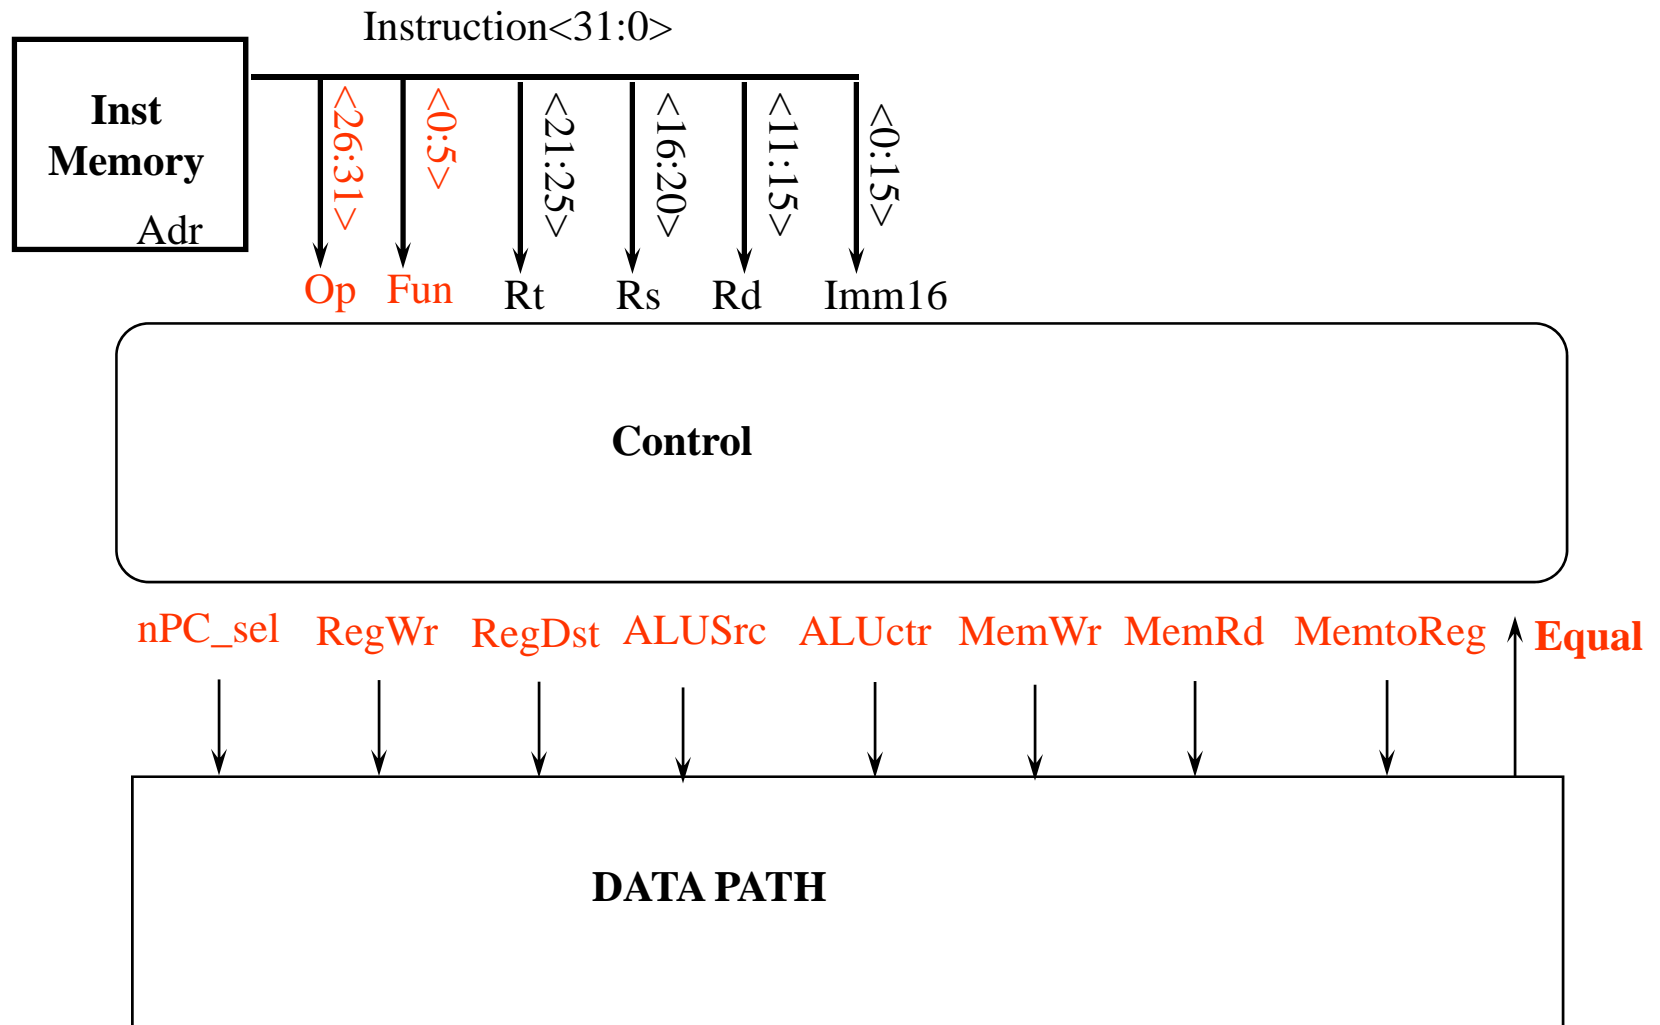 Instruction<31:0>
Inst
Memory
Adr
<26:31>
<0:5>
<21:25>
<16:20>
<11:15>
<0:15>
Op Fun Rt Rs Rd Imm16
Control
nPC_sel RegWr RegDst ALUSrc ALUctr MemWr MemRd MemtoReg Equal
DATA PATH